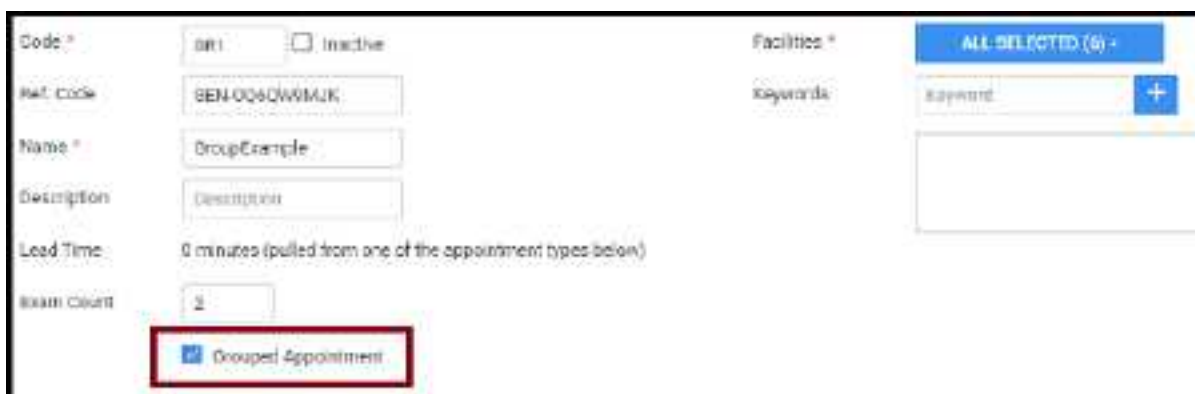 Code *
Inactive
Facilities *
ALL SELECTED (6)
Ref. Code
Keywords
Keyword
Name *
GroupExample
Description
Description
Lead Time
0 minutes (pulled from one of the appointment types below)
Exam Count
2
Grouped Appointment